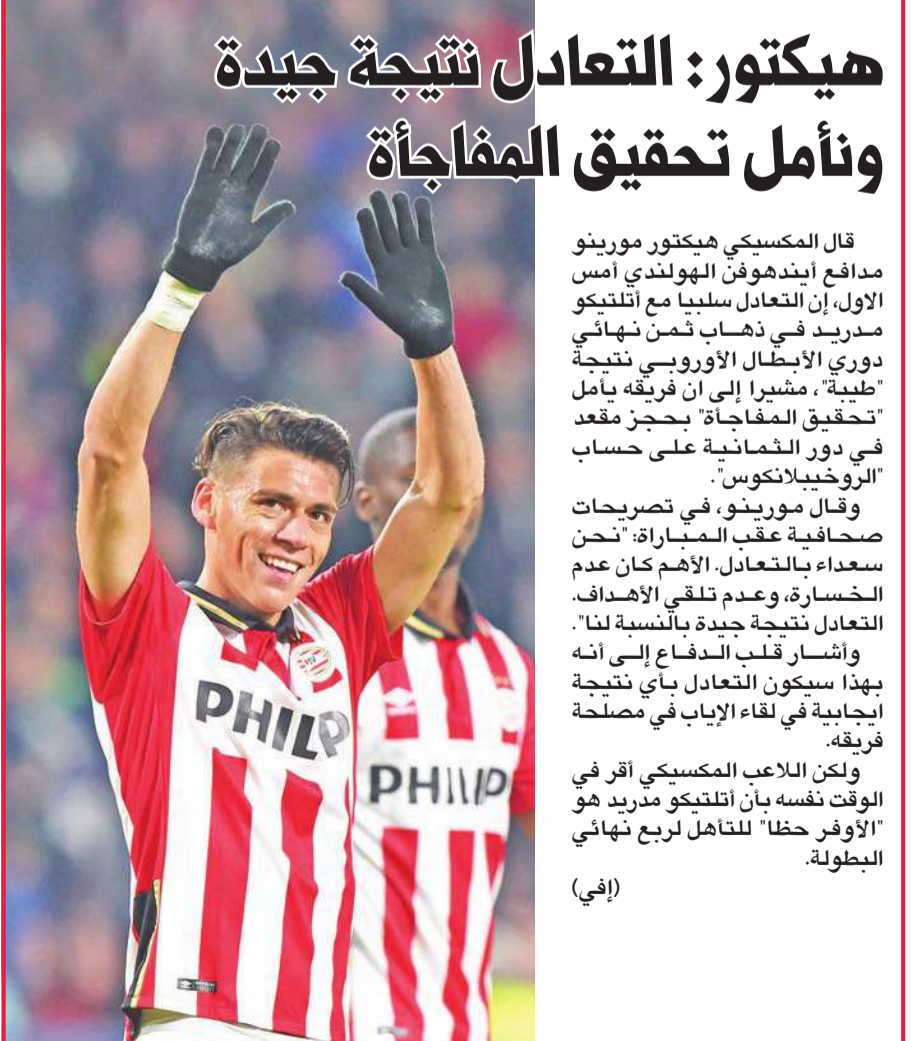 هيكتور: التعادل نتيجة جيدة
ونأمل تحقيق المفاجأة
قال المكسيكي هيكتور مورينو
مدافع أيندهوفن الهولندي أمس
الاول، إن التعادل سلبيا مع أتلتيكو
مدريد في ذهاب ثمن نهائي
دوري الأبطال الأوروبي نتيجة
"طيبة"، مشيرا إلى ان فريقه يأمل
"تحقيق المفاجأة" بحجز مقعد
في دور الثمانية على حساب
"الروخيبلانكوس".
وقال مورينو، في تصريحات
صحافية عقب المباراة: "نحن
سعداء بالتعادل. الأهم كان عدم
الخسارة، وعدم تلقي الأهداف.
التعادل نتيجة جيدة بالنسبة لنا".
وأشار قلب الدفاع إلى أنه
بهذا سيكون التعادل بأي نتيجة
ايجابية في لقاء الإياب في مصلحة
فريقه.
ولكن اللاعب المكسيكي أقر في
الوقت نفسه بأن أتلتيكو مدريد هو
"الأوفر حظا" للتأهل لربع نهائي
البطولة.
(إفي)
PSV
PHILIP
PHILIP